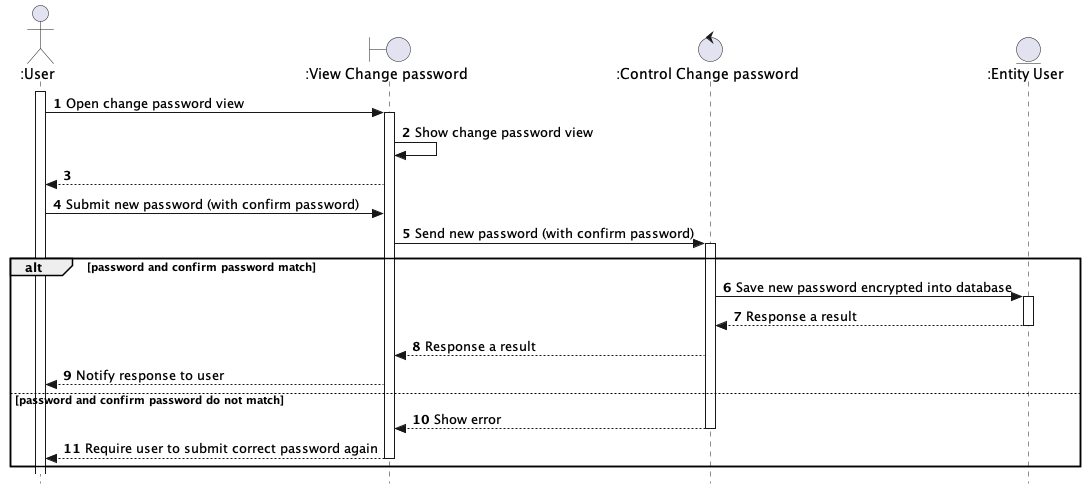 :User
:View Change password
:Control Change password
:Entity User
1 Open change password view
2 Show change password view
3
4 Submit new password (with confirm password)
5 Send new password (with confirm password)
alt [password and confirm password match]
6 Save new password encrypted into database
7 Response a result
8 Response a result
9 Notify response to user
[password and confirm password do not match]
10 Show error
11 Require user to submit correct password again